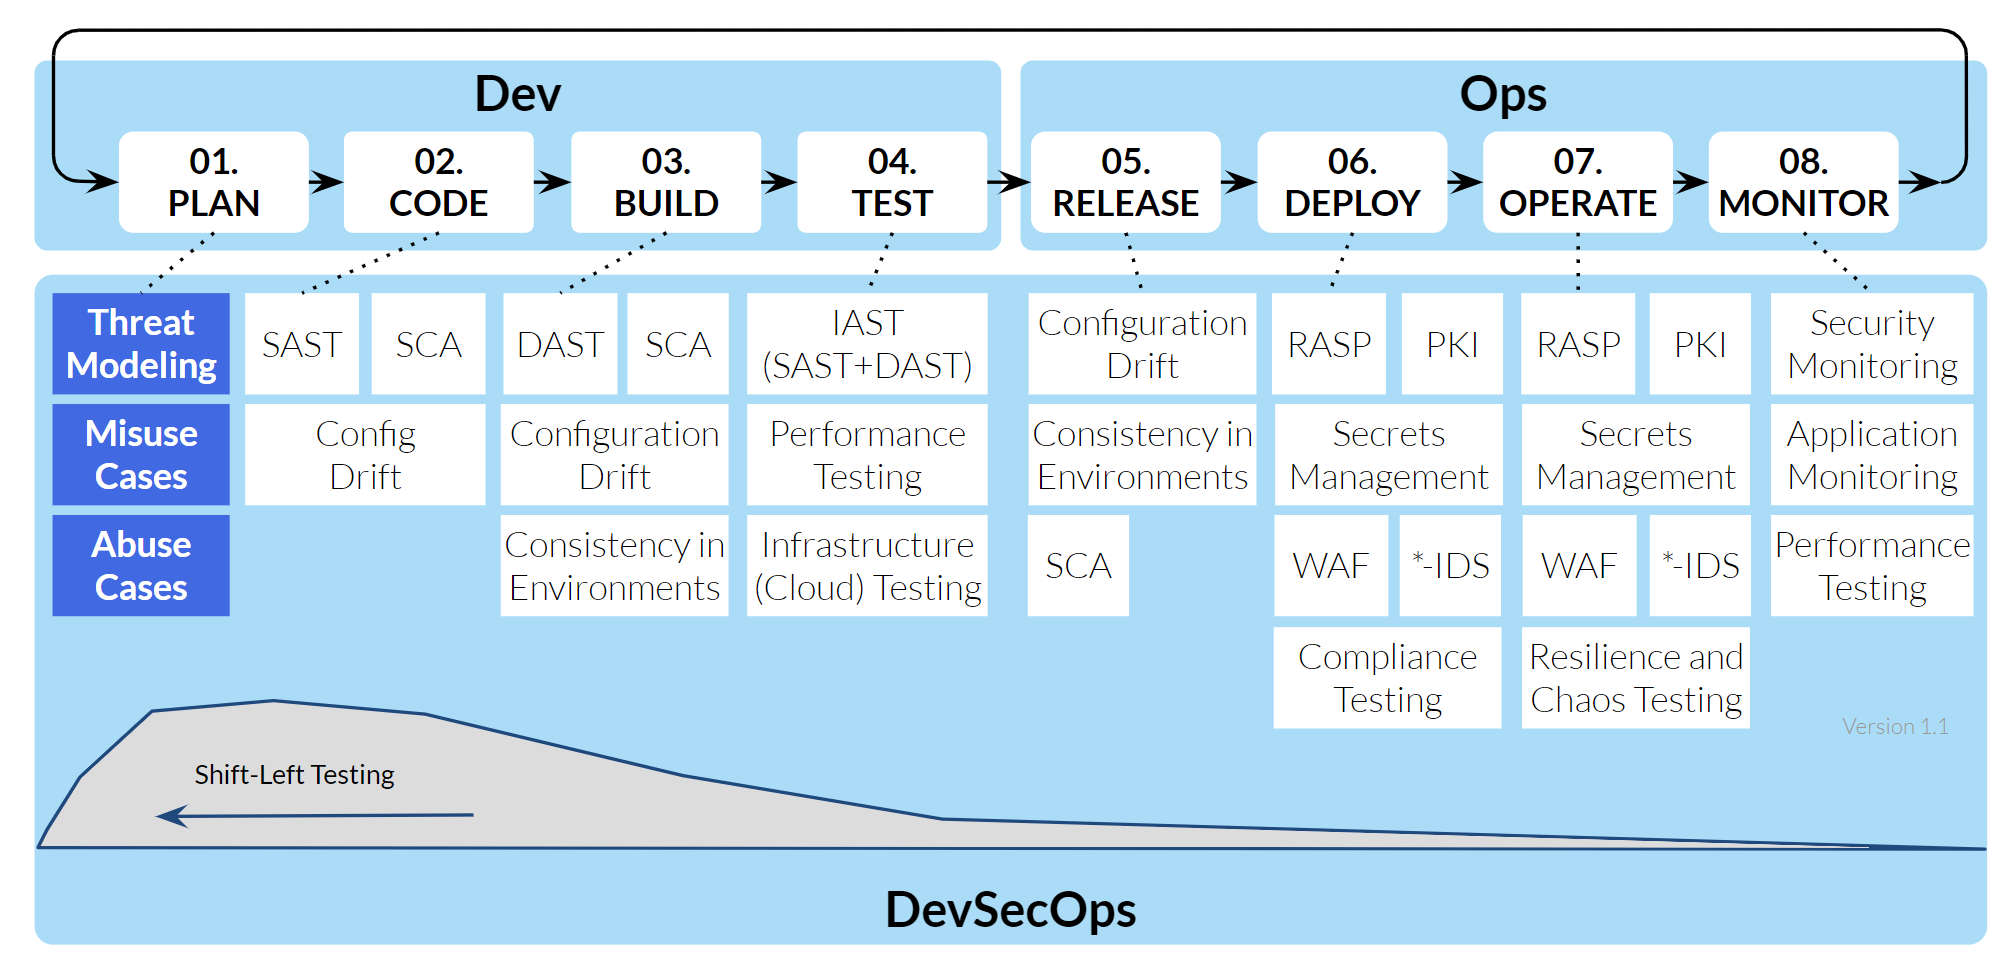 Dev
Ops
01.
PLAN
02.
CODE
03.
BUILD
04.
TEST
05.
RELEASE
06.
DEPLOY
07.
OPERATE
08.
MONITOR
Threat
Modeling
Misuse
Cases
Abuse
Cases
SAST
SCA
Config
Drift
DAST
SCA
Configuration
Drift
Consistency in
Environments
IAST
(SAST+DAST)
Performance
Testing
Infrastructure
(Cloud) Testing
Configuration
Drift
Consistency in
Environments
SCA
RASP
PKI
Secrets
Management
WAF
*-IDS
Compliance
Testing
RASP
PKI
Secrets
Management
WAF
*-IDS
Resilience and
Chaos Testing
Security
Monitoring
Application
Monitoring
Performance
Testing
Version 1.1
Shift-Left Testing
DevSecOps